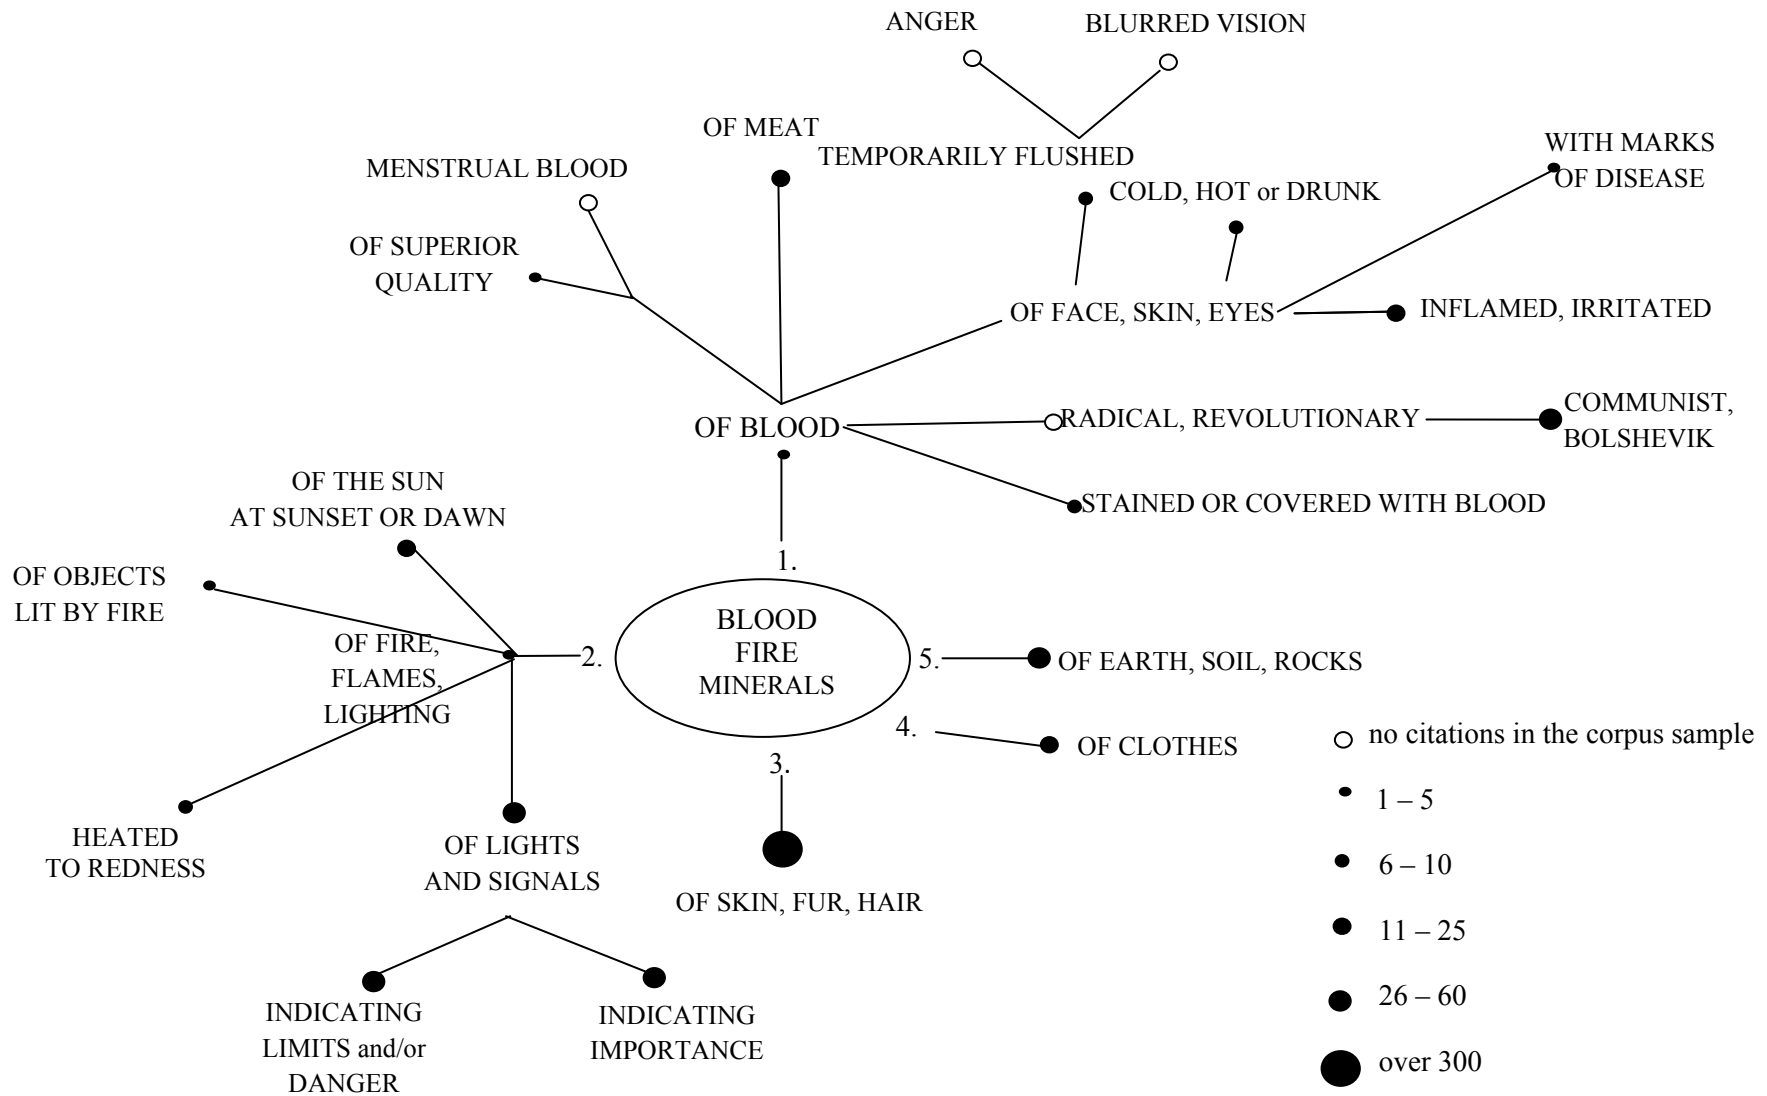 ANGER
BLURRED VISION
OF MEAT
TEMPORARILY FLUSHED
WITH MARKS
OF DISEASE
MENSTRUAL BLOOD
COLD, HOT or DRUNK
OF SUPERIOR
QUALITY
OF FACE, SKIN, EYES
INFLAMED, IRRITATED
OF BLOOD
RADICAL, REVOLUTIONARY
COMMUNIST,
BOLSHEVIK
STAINED OR COVERED WITH BLOOD
OF THE SUN
AT SUNSET OR DAWN
1.
OF OBJECTS
LIT BY FIRE
BLOOD
FIRE
MINERALS
OF FIRE,
FLAMES,
LIGHTING
2.
5.
OF EARTH, SOIL, ROCKS
4.
OF CLOTHES
3.
OF SKIN, FUR, HAIR
HEATED
TO REDNESS
OF LIGHTS
AND SIGNALS
INDICATING
LIMITS and/or
DANGER
INDICATING
IMPORTANCE
no citations in the corpus sample
1 – 5
6 – 10
11 – 25
26 – 60
over 300